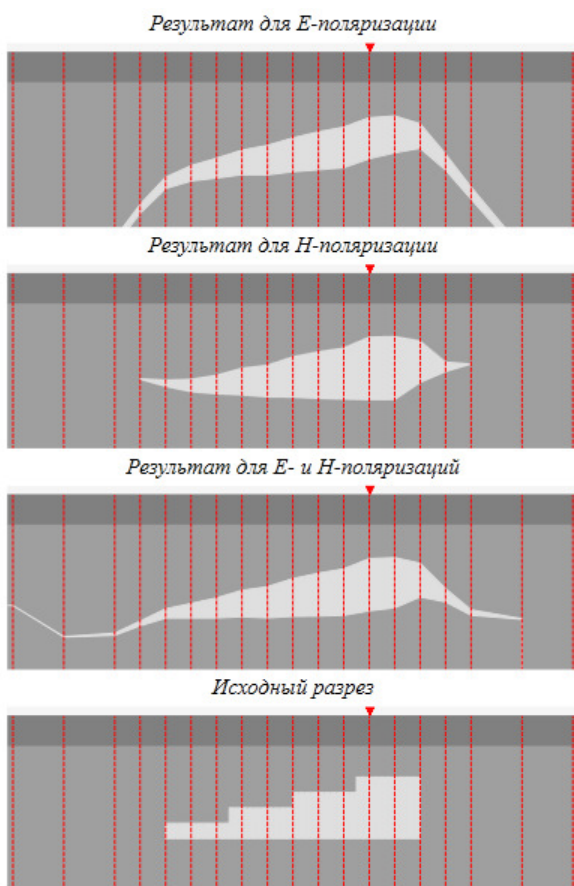 Результат для E-поляризации
Результат для H-поляризации
Результат для E- и H-поляризаций
Исходный разрез